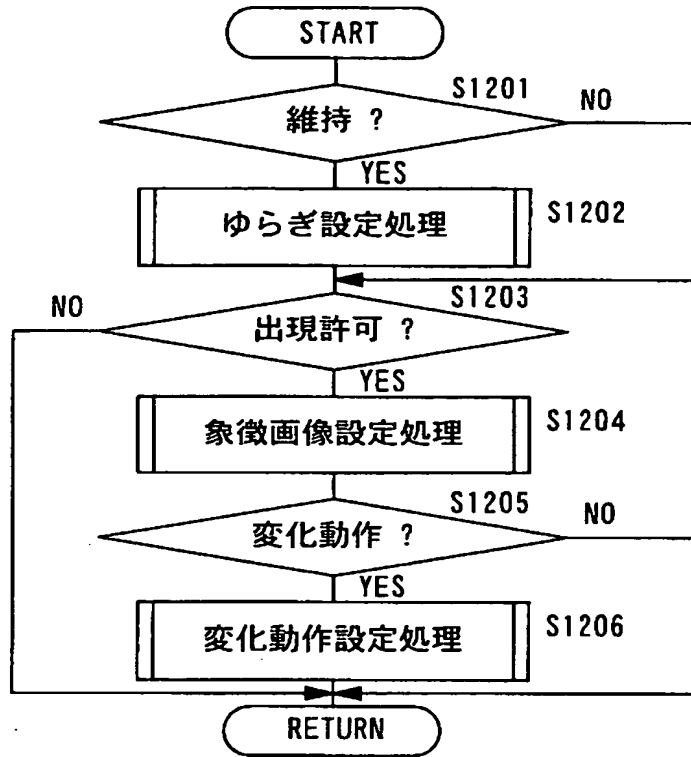 START
S1201
維持 ?
NO
YES
ゆらぎ設定処理
S1202
S1203
NO
出現許可 ?
YES
象徴画像設定処理
S1204
S1205
変化動作 ?
NO
YES
変化動作設定処理
S1206
RETURN